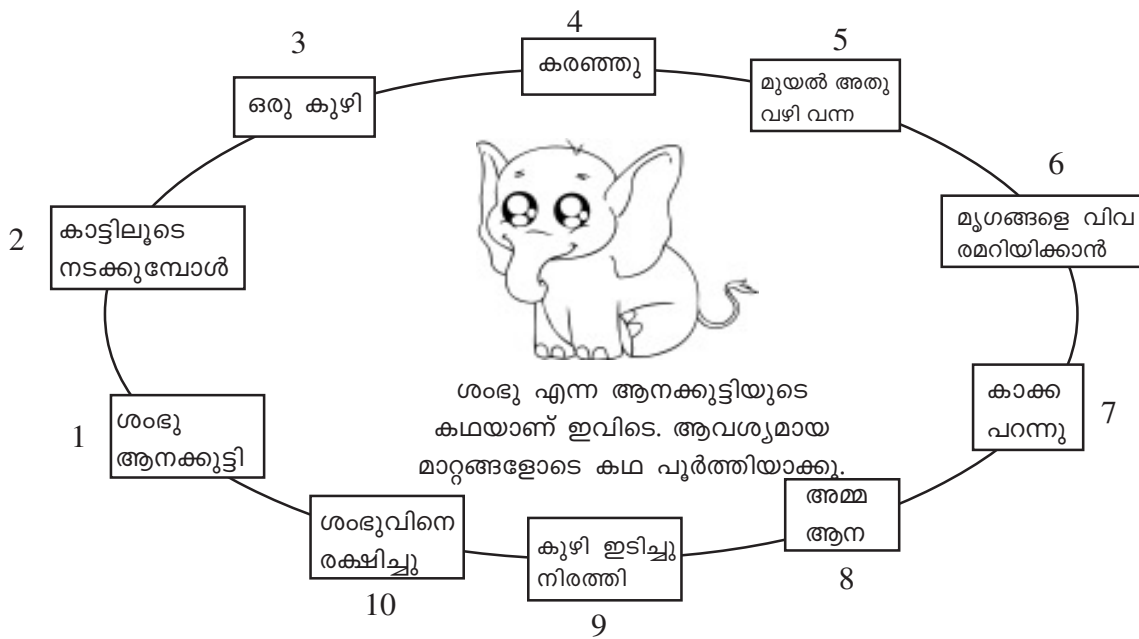 4
കരഞ്ഞു
3
ഒരു കുഴി
5
മുയൽ അതു
വഴി വന്ന
6
മൃഗങ്ങളെ വിവ
രമറിയിക്കാൻ
2
കാട്ടിലൂടെ
നടക്കുമ്പോൾ
1
ശംഭു
ആനക്കുട്ടി
ശംഭു എന്ന ആനക്കുട്ടിയുടെ
കഥയാണ് ഇവിടെ. ആവശ്യമായ
മാറ്റങ്ങളോടെ കഥ പൂർത്തിയാക്കൂ.
7
കാക്ക
പറന്നു
8
അമ്മ
ആന
9
കുഴി ഇടിച്ചു
നിരത്തി
10
ശംഭുവിനെ
രക്ഷിച്ചു